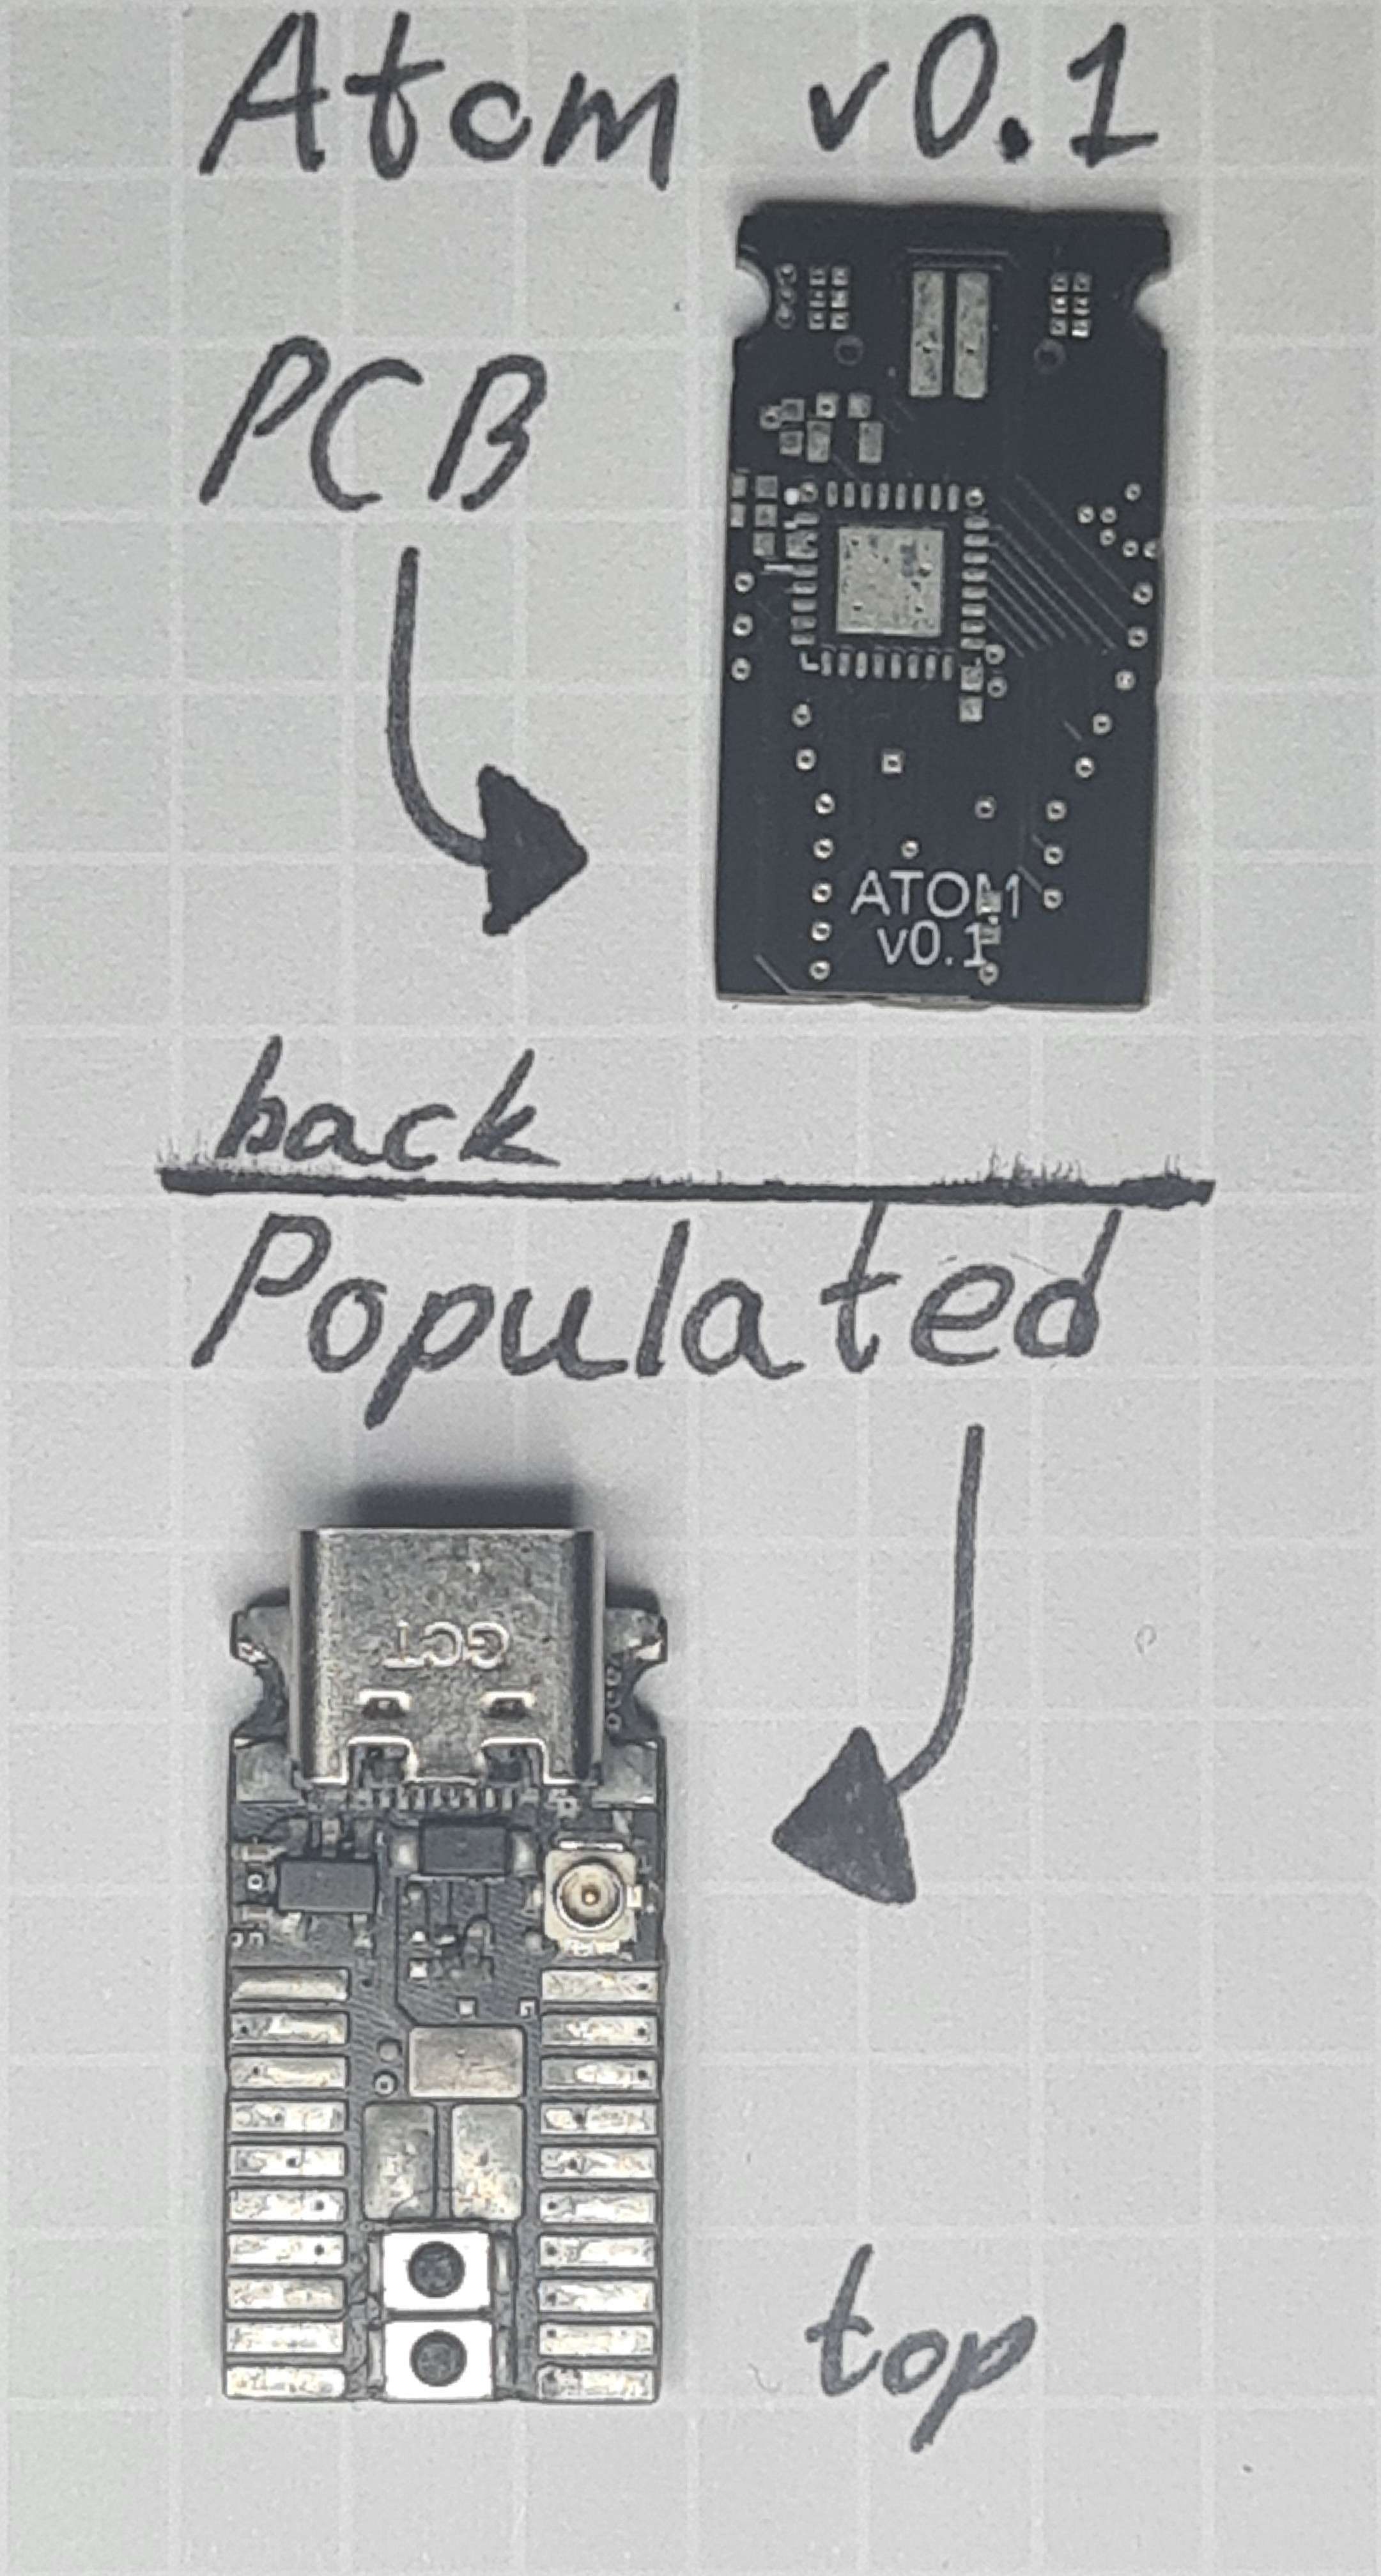 Atom v0.1
PCB
ATOM
v0.1
back
Populated
GCT
top